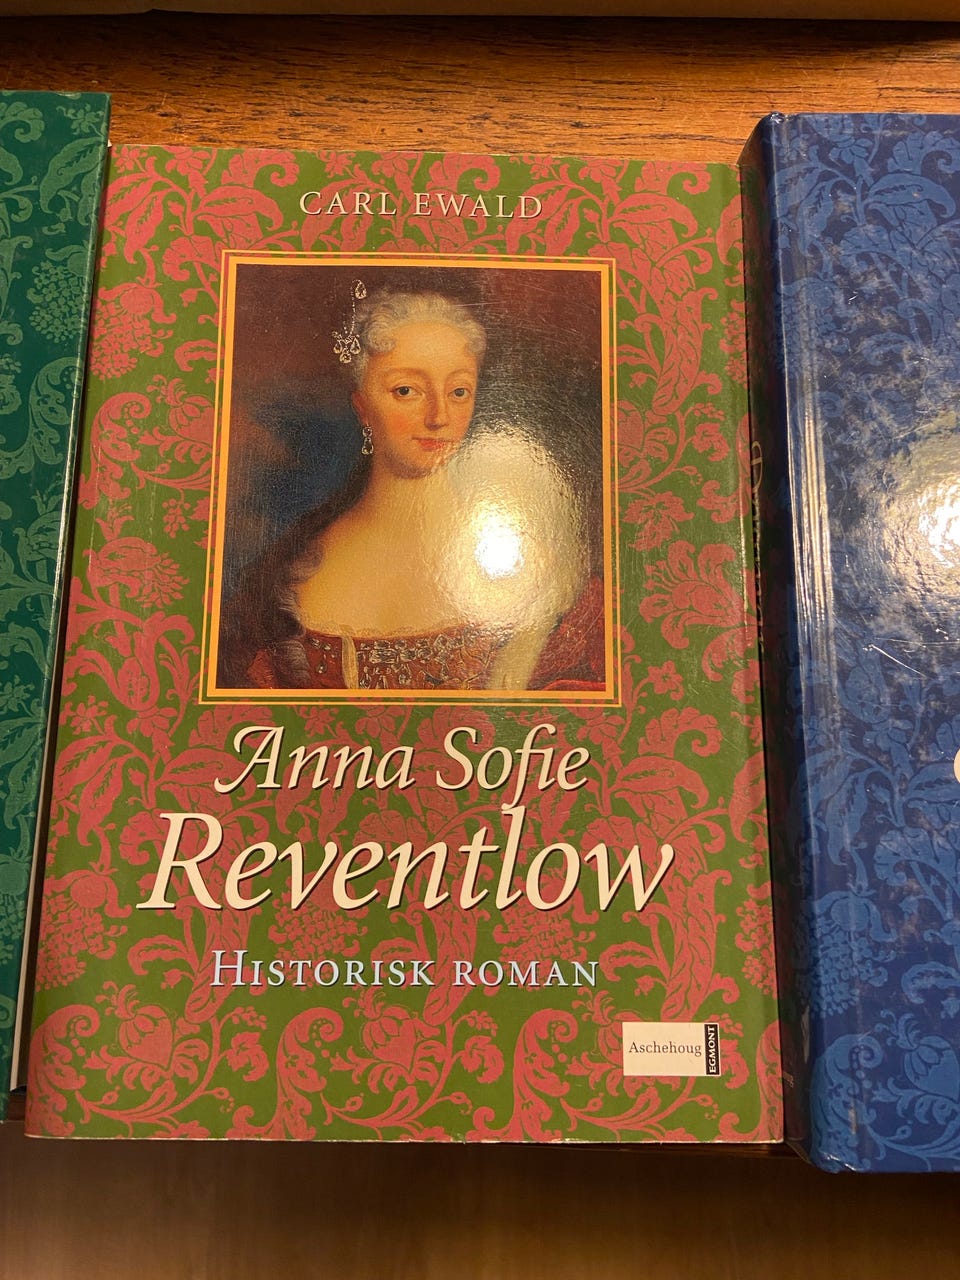 CARL EWALD
Anna Sofie
Reventlow
HISTORISK ROMAN
Aschehoug
EGMONT